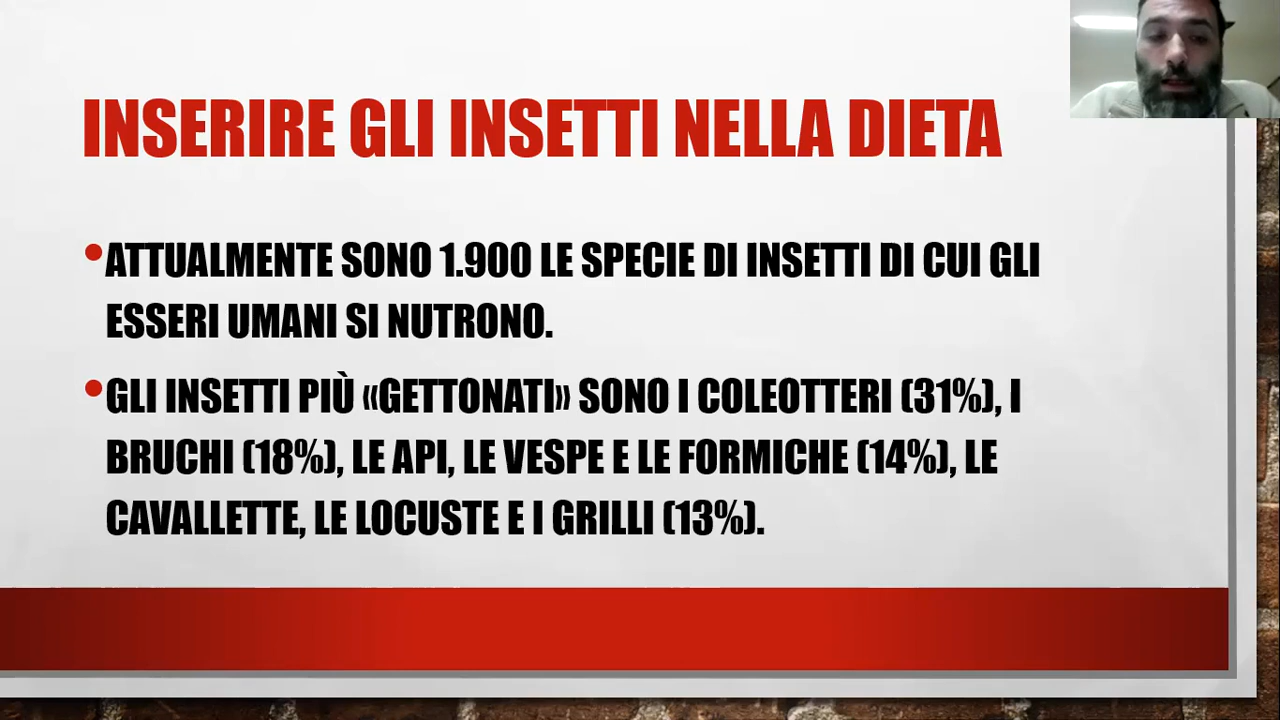 INSERIRE GLI INSETTI NELLA DIETA
•ATTUALMENTE SONO 1.900 LE SPECIE DI INSETTI DI CUI GLI
ESSERI UMANI SI NUTRONO.
•GLI INSETTI PIÙ «GETTONATI» SONO I COLEOTTERI (31%), I
BRUCHI (18%), LE API, LE VESPE E LE FORMICHE (14%), LE
CAVALLETTE, LE LOCUSTE E I GRILLI (13%).